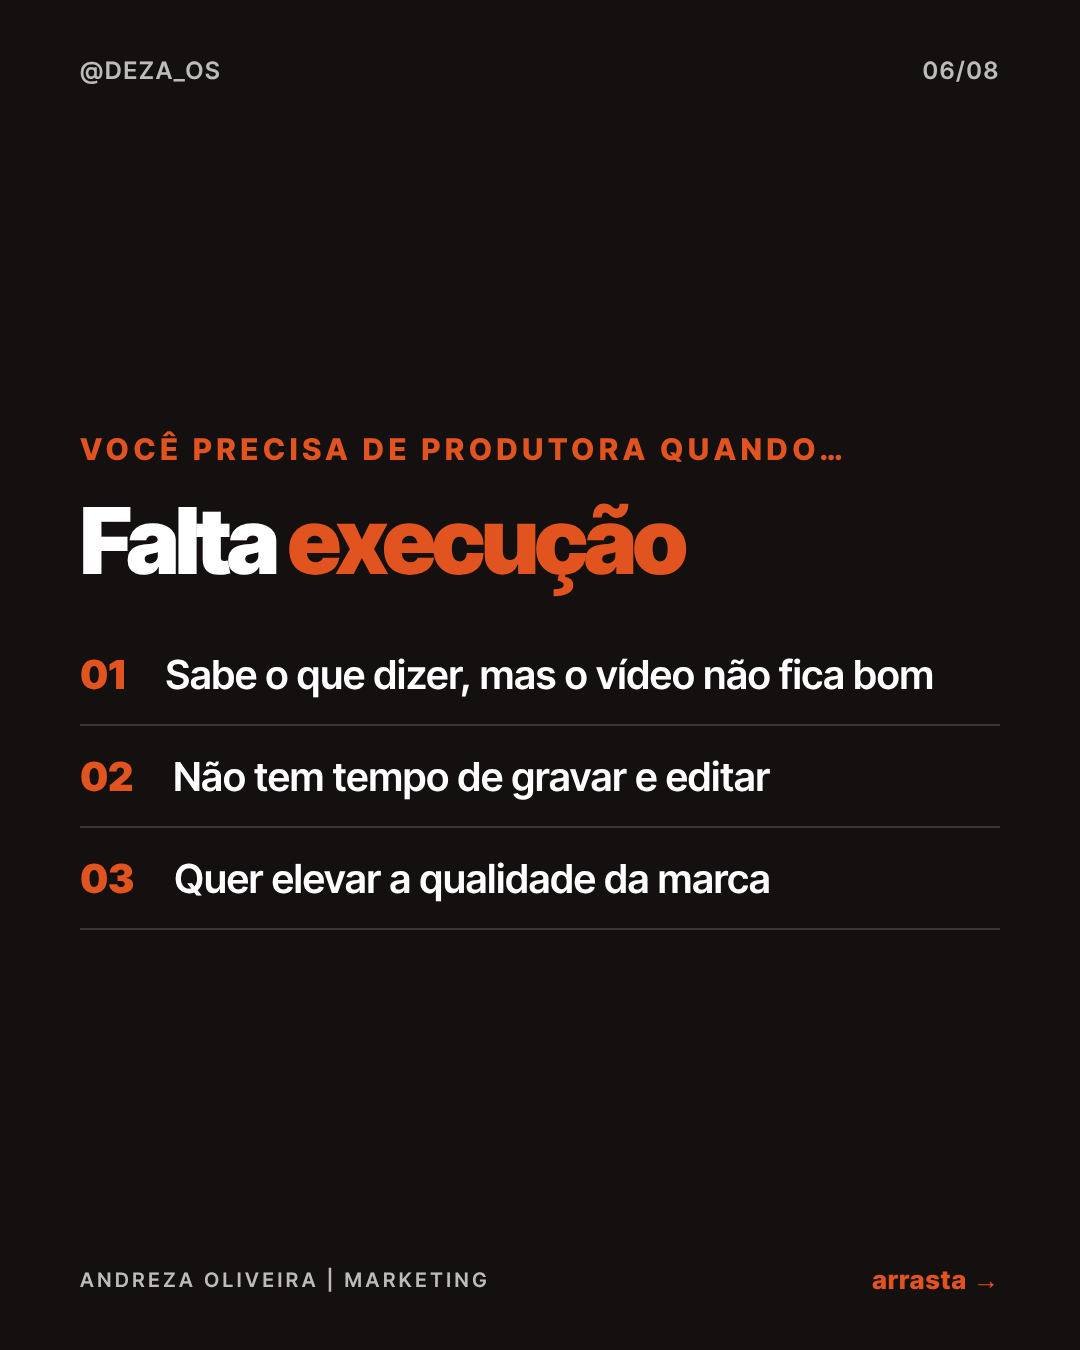 @DEZA_OS
06/08
VOCÊ PRECISA DE PRODUTORA QUANDO…
Falta execução
01 Sabe o que dizer, mas o vídeo não fica bom
02 Não tem tempo de gravar e editar
03 Quer elevar a qualidade da marca
ANDREZA OLIVEIRA | MARKETING
arrasta →